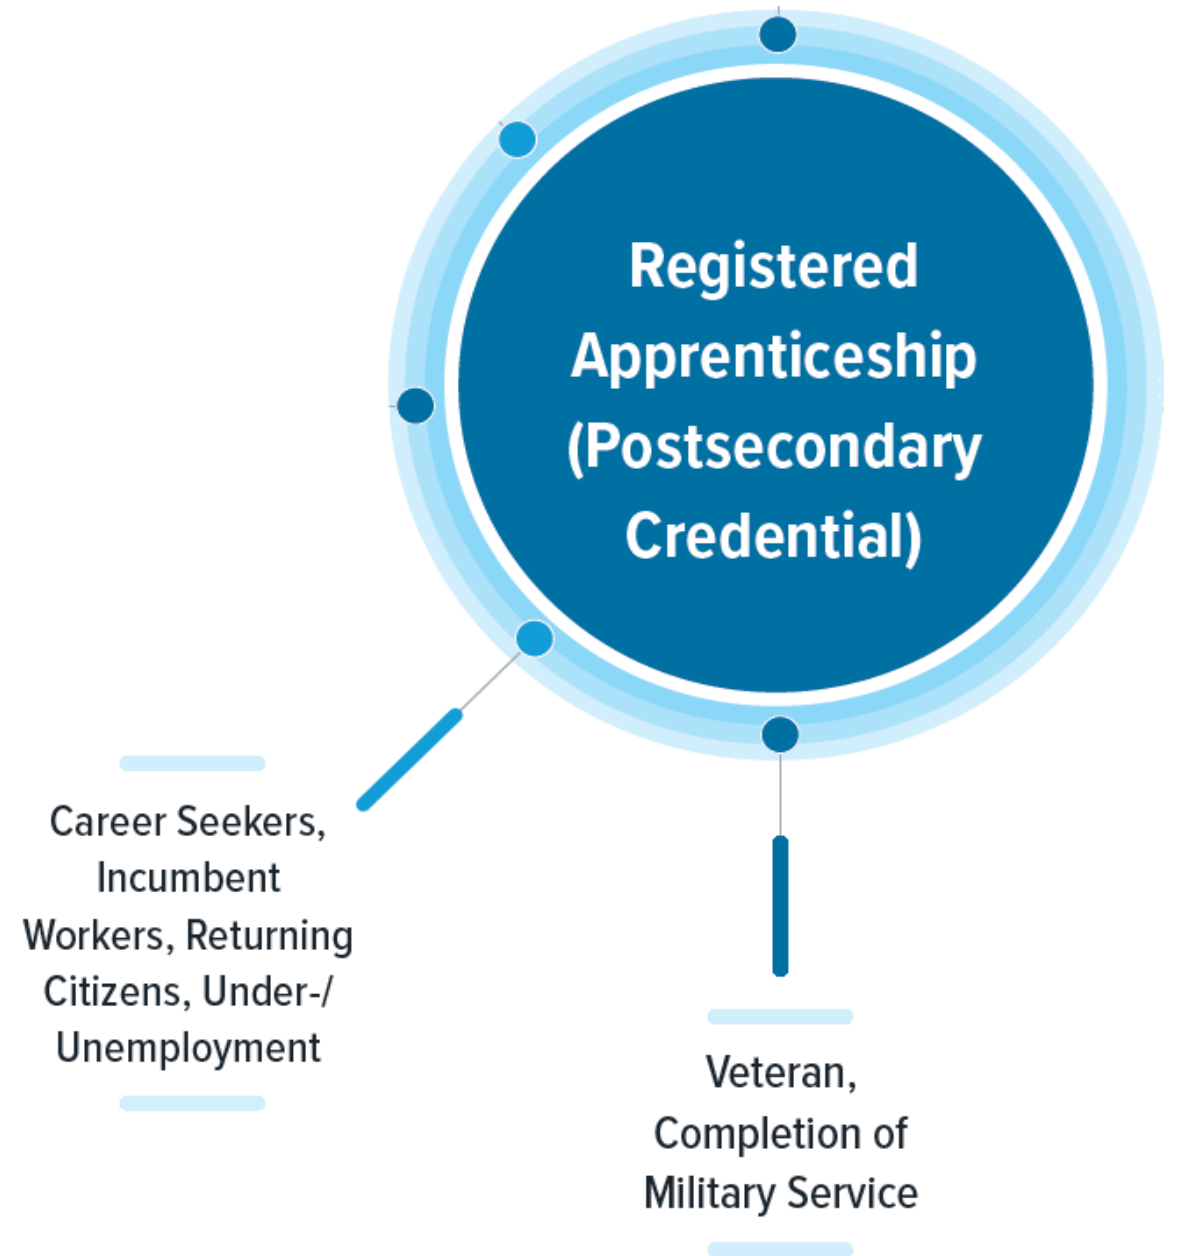 Registered
Apprenticeship
(Postsecondary
Credential)
Career Seekers,
Incumbent
Workers, Returning
Citizens, Under-/
Unemployment
Veteran,
Completion of
Military Service